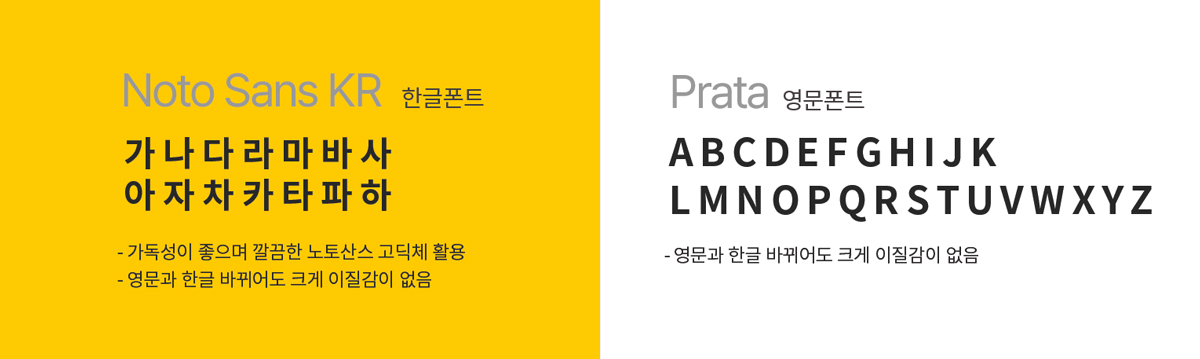 Noto Sans KR 한글폰트
가나다라마바사
아자차카타파하
- 가독성이 좋으며 깔끔한 노토산스 고딕체 활용
- 영문과 한글 바뀌어도 크게 이질감이 없음
Prata 영문폰트
ABCDEFGHIJK
LMNOPQRSTUVWXYZ
- 영문과 한글 바뀌어도 크게 이질감이 없음